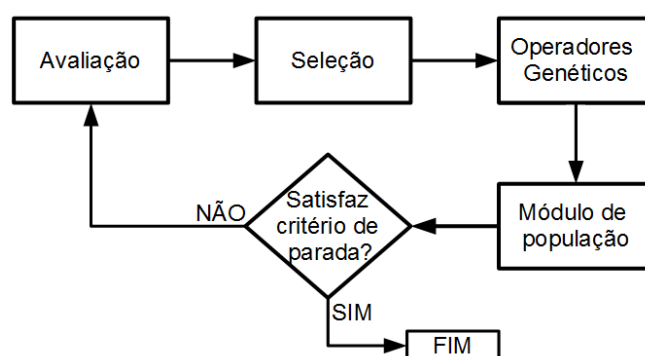 Avaliação
Seleção
Operadores
Genéticos
Módulo de
população
Satisfaz
critério de
parada?
NÃO
SIM
FIM